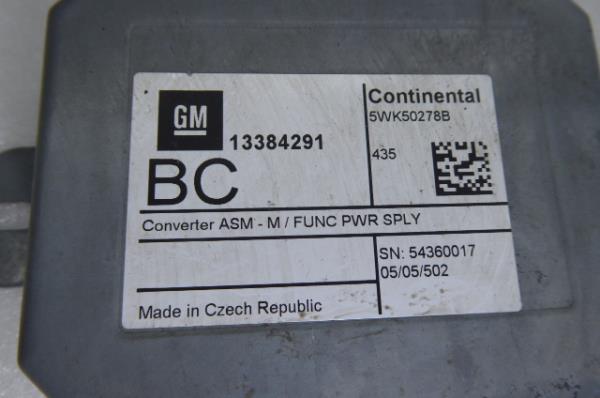 GM
13384291
BC
Continental
5WK50278B
435
Converter ASM - M / FUNC PWR SPLY
SN: 54360017
05/05/502
Made in Czech Republic